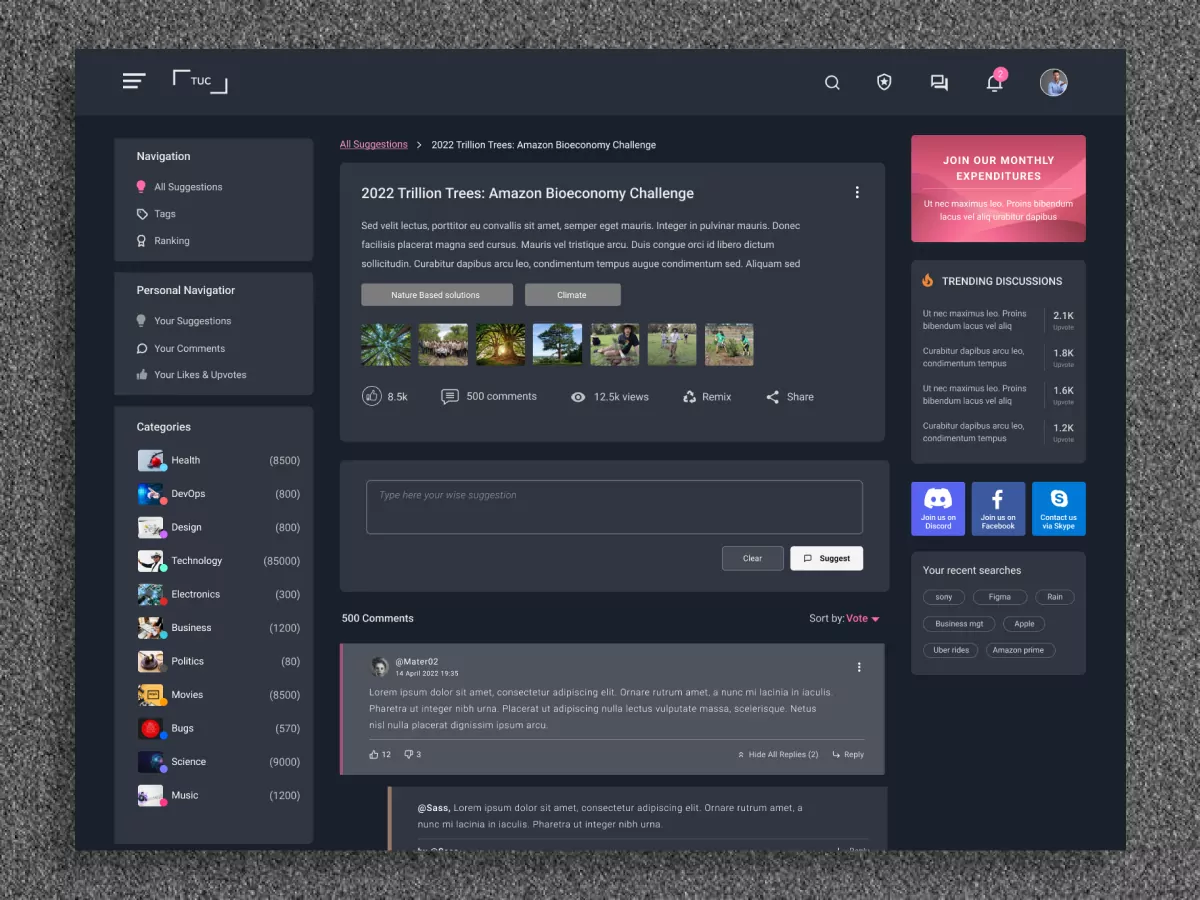 TUC
2
Navigation
All Suggestions
Tags
Ranking
Personal Navigatior
Your Suggestions
Your Comments
Your Likes & Upvotes
Categories
Health (8500)
DevOps (800)
Design (800)
Technology (85000)
Electronics (300)
Business (1200)
Politics (80)
Movies (8500)
Bugs (570)
Science (9000)
Music (1200)
All Suggestions > 2022 Trillion Trees: Amazon Bioeconomy Challenge
2022 Trillion Trees: Amazon Bioeconomy Challenge
Sed velit lectus, porttitor eu convallis sit amet, semper eget mauris. Integer in pulvinar mauris. Donec
facilisis placerat magna sed cursus. Mauris vel tristique arcu. Duis congue orci id libero dictum
sollicitudin. Curabitur dapibus arcu leo, condimentum tempus augue condimentum sed. Aliquam sed
Nature Based solutions Climate
8.5k 500 comments 12.5k views Remix Share
Type here your wise suggestion
Clear Suggest
500 Comments Sort by: Vote
@Mater02
14 April 2022 19:35
Lorem ipsum dolor sit amet, consectetur adipiscing elit. Ornare rutrum amet, a nunc mi lacinia in iaculis.
Pharetra ut integer nibh urna. Placerat ut adipiscing nulla lectus vulputate massa, scelerisque. Netus
nisl nulla placerat dignissim ipsum arcu.
12 3 Hide All Replies (2) Reply
@Sass, Lorem ipsum dolor sit amet, consectetur adipiscing elit. Ornare rutrum amet, a
nunc mi lacinia in iaculis. Pharetra ut integer nibh urna.
JOIN OUR MONTHLY
EXPENDITURES
Ut nec maximus leo. Proins bibendum
lacus vel aliq urabitur dapibus
TRENDING DISCUSSIONS
Ut nec maximus leo. Proins 2.1K
bibendum lacus vel aliq Upvote
Curabitur dapibus arcu leo, 1.8K
condimentum tempus Upvote
Ut nec maximus leo. Proins 1.6K
bibendum lacus vel aliq Upvote
Curabitur dapibus arcu leo, 1.2K
condimentum tempus Upvote
Join us on
Discord
Join us on
Facebook
Contact us
via Skype
Your recent searches
sony Figma Rain
Business mgt Apple
Uber rides Amazon prime